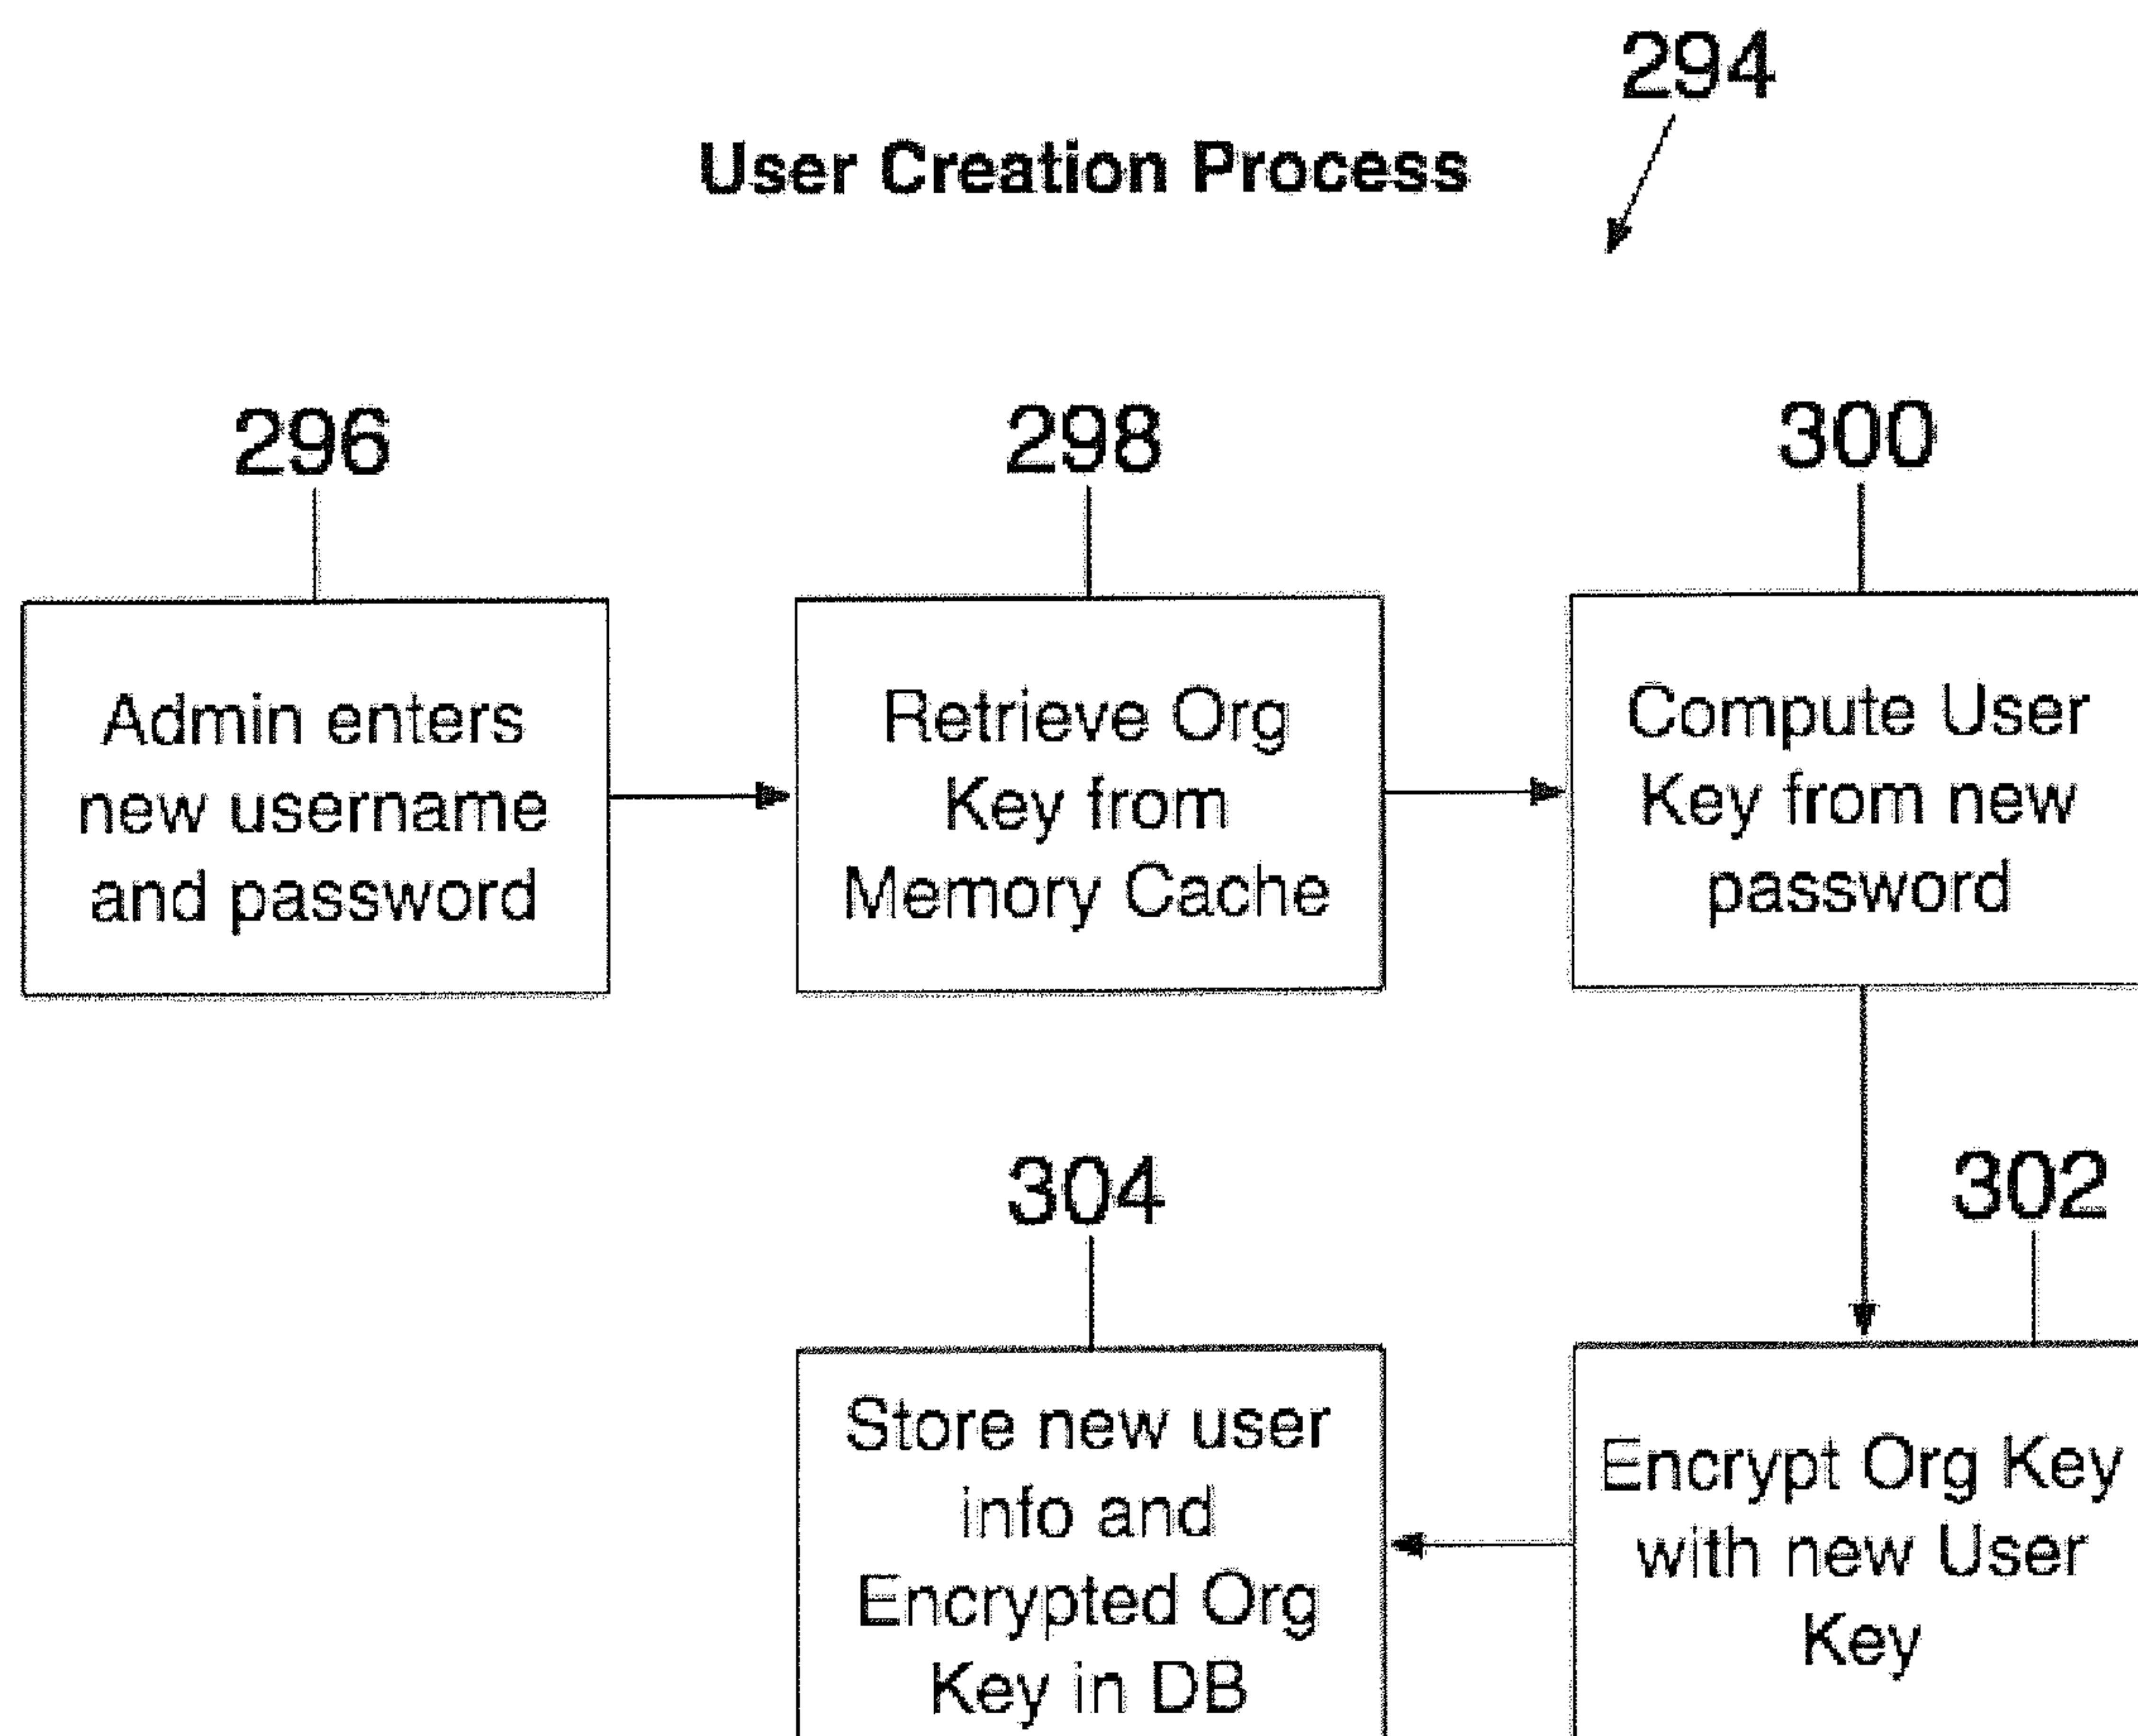 294
User Creation Process
296
298
300
Admin enters
new username
and password
Retrieve Org
Key from
Memory Cache
Compute User
Key from new
password
304
302
Store new user
info and
Encrypted Org
Key in DB
Encrypt Org Key
with new User
Key